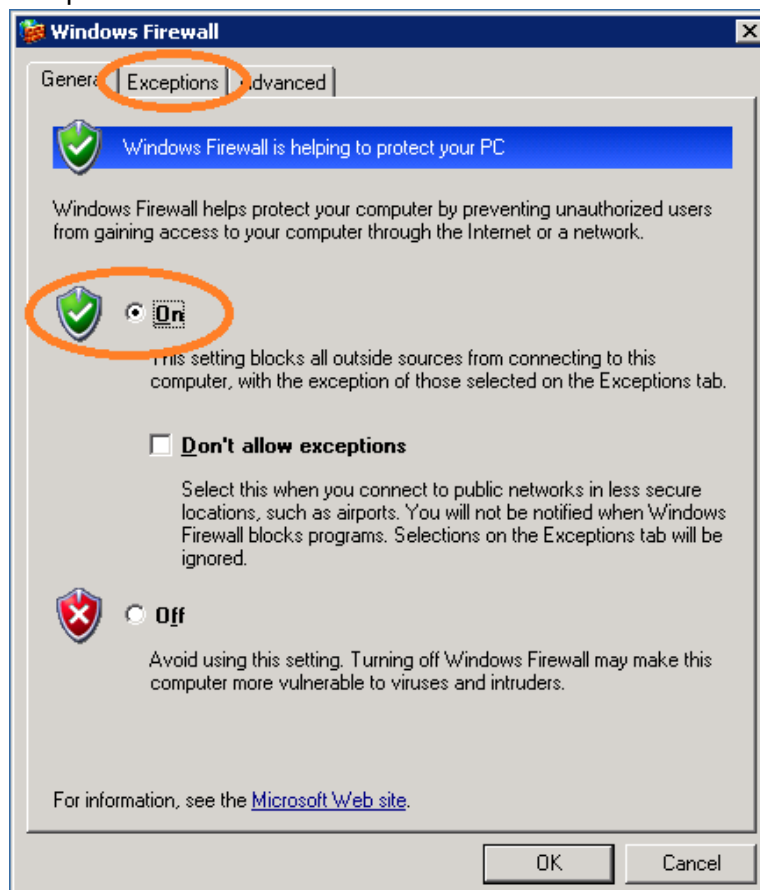 Windows Firewall
General Exceptions Advanced
Windows Firewall is helping to protect your PC
Windows Firewall helps protect your computer by preventing unauthorized users
from gaining access to your computer through the Internet or a network.
On
This setting blocks all outside sources from connecting to this
computer, with the exception of those selected on the Exceptions tab.
Don't allow exceptions
Select this when you connect to public networks in less secure
locations, such as airports. You will not be notified when Windows
Firewall blocks programs. Selections on the Exceptions tab will be
ignored.
Off
Avoid using this setting. Turning off Windows Firewall may make this
computer more vulnerable to viruses and intruders.
For information, see the Microsoft Web site.
OK Cancel